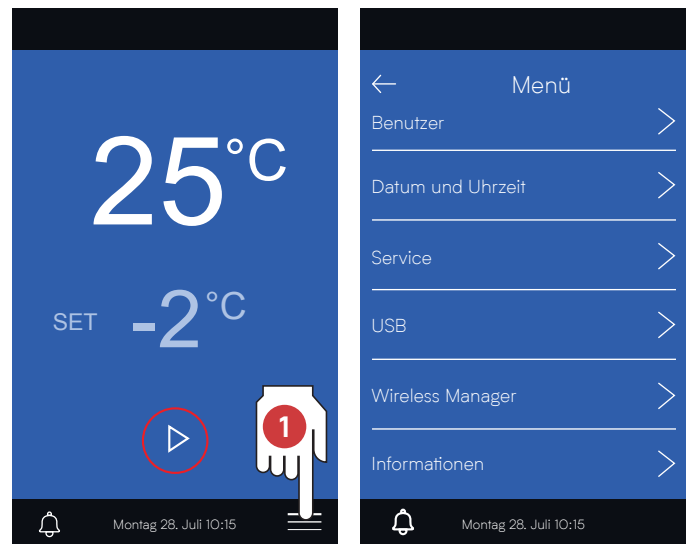 25°C
SET -2°C
1
Montag 28. Juli 10:15
Menü
Benutzer
Datum und Uhrzeit
Service
USB
Wireless Manager
Informationen
Montag 28. Juli 10:15